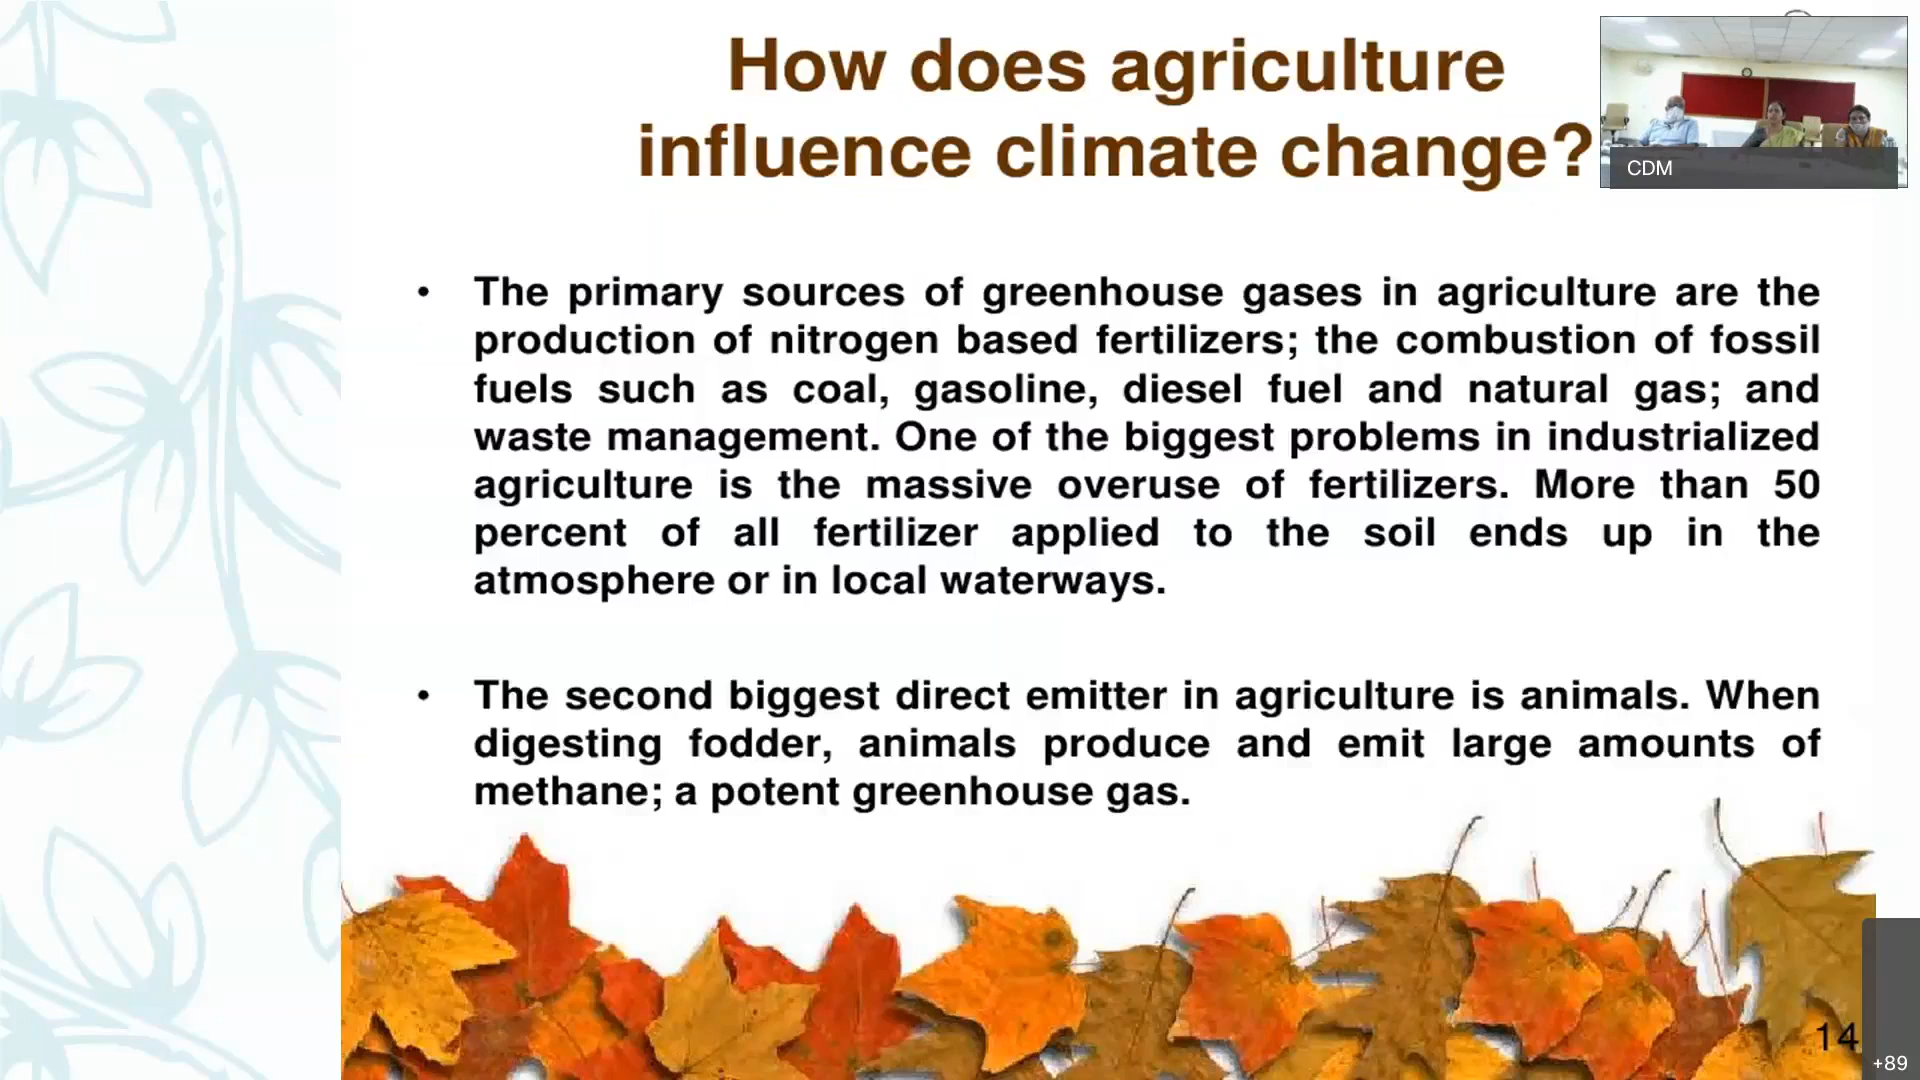 How does agriculture
influence climate change?
CDM
• The primary sources of greenhouse gases in agriculture are the
production of nitrogen based fertilizers; the combustion of fossil
fuels such as coal, gasoline, diesel fuel and natural gas; and
waste management. One of the biggest problems in industrialized
agriculture is the massive overuse of fertilizers. More than 50
percent of all fertilizer applied to the soil ends up in the
atmosphere or in local waterways.
• The second biggest direct emitter in agriculture is animals. When
digesting fodder, animals produce and emit large amounts of
methane; a potent greenhouse gas.
14
+89